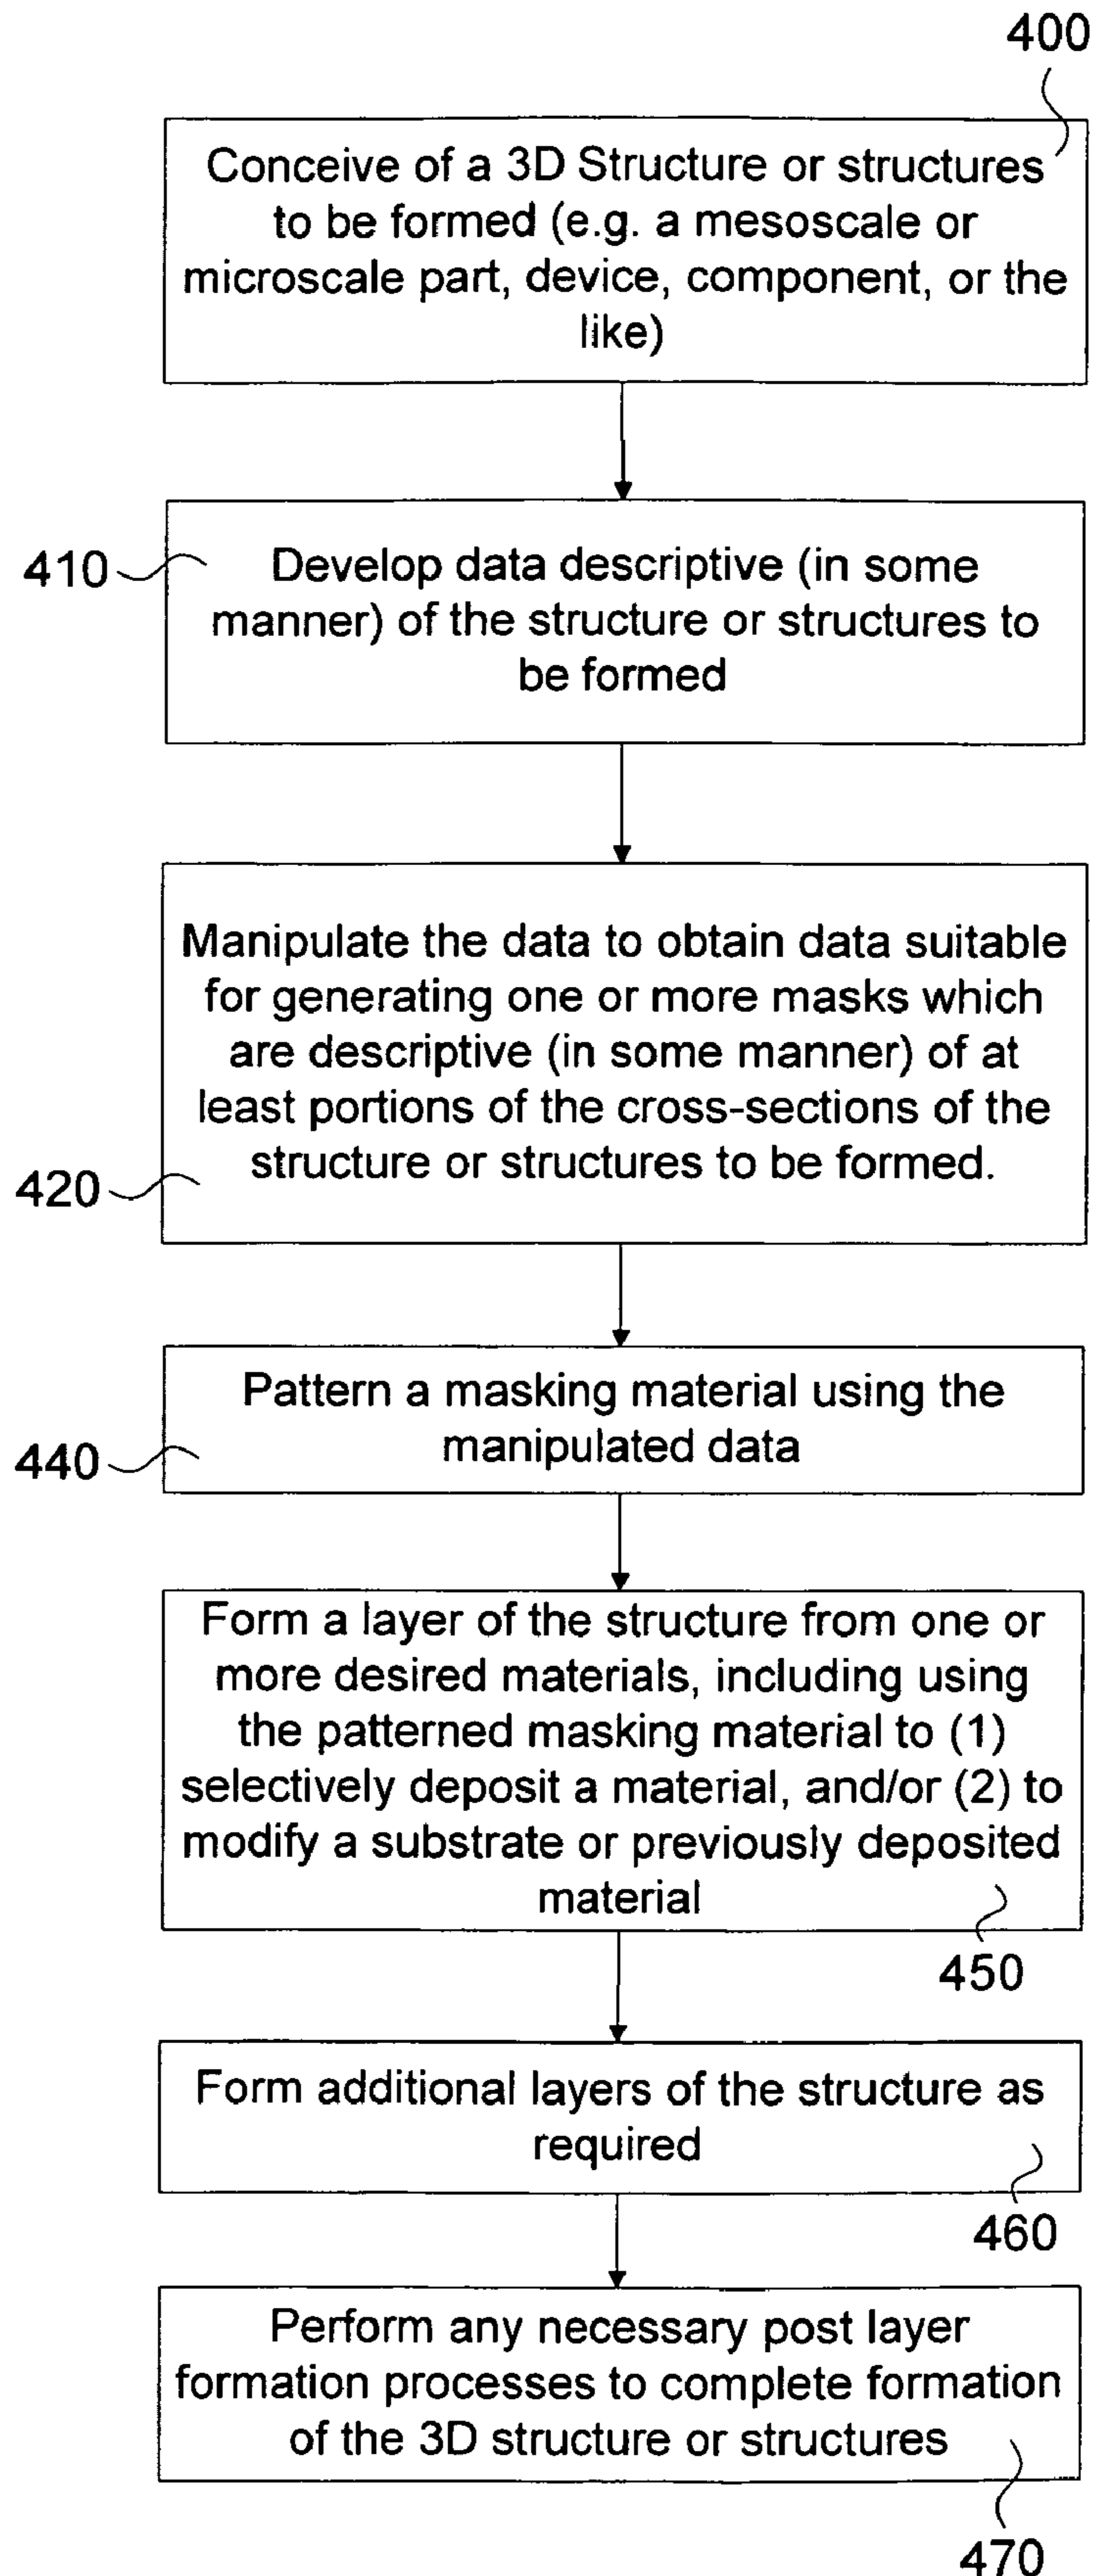 400
Conceive of a 3D Structure or structures
to be formed (e.g. a mesoscale or
microscale part, device, component, or the
like)
410
Develop data descriptive (in some
manner) of the structure or structures to
be formed
Manipulate the data to obtain data suitable
for generating one or more masks which
are descriptive (in some manner) of at
least portions of the cross-sections of the
structure or structures to be formed.
420
Pattern a masking material using the
manipulated data
440
Form a layer of the structure from one or
more desired materials, including using
the patterned masking material to (1)
selectively deposit a material, and/or (2) to
modify a substrate or previously deposited
material
450
Form additional layers of the structure as
required
460
Perform any necessary post layer
formation processes to complete formation
of the 3D structure or structures
470